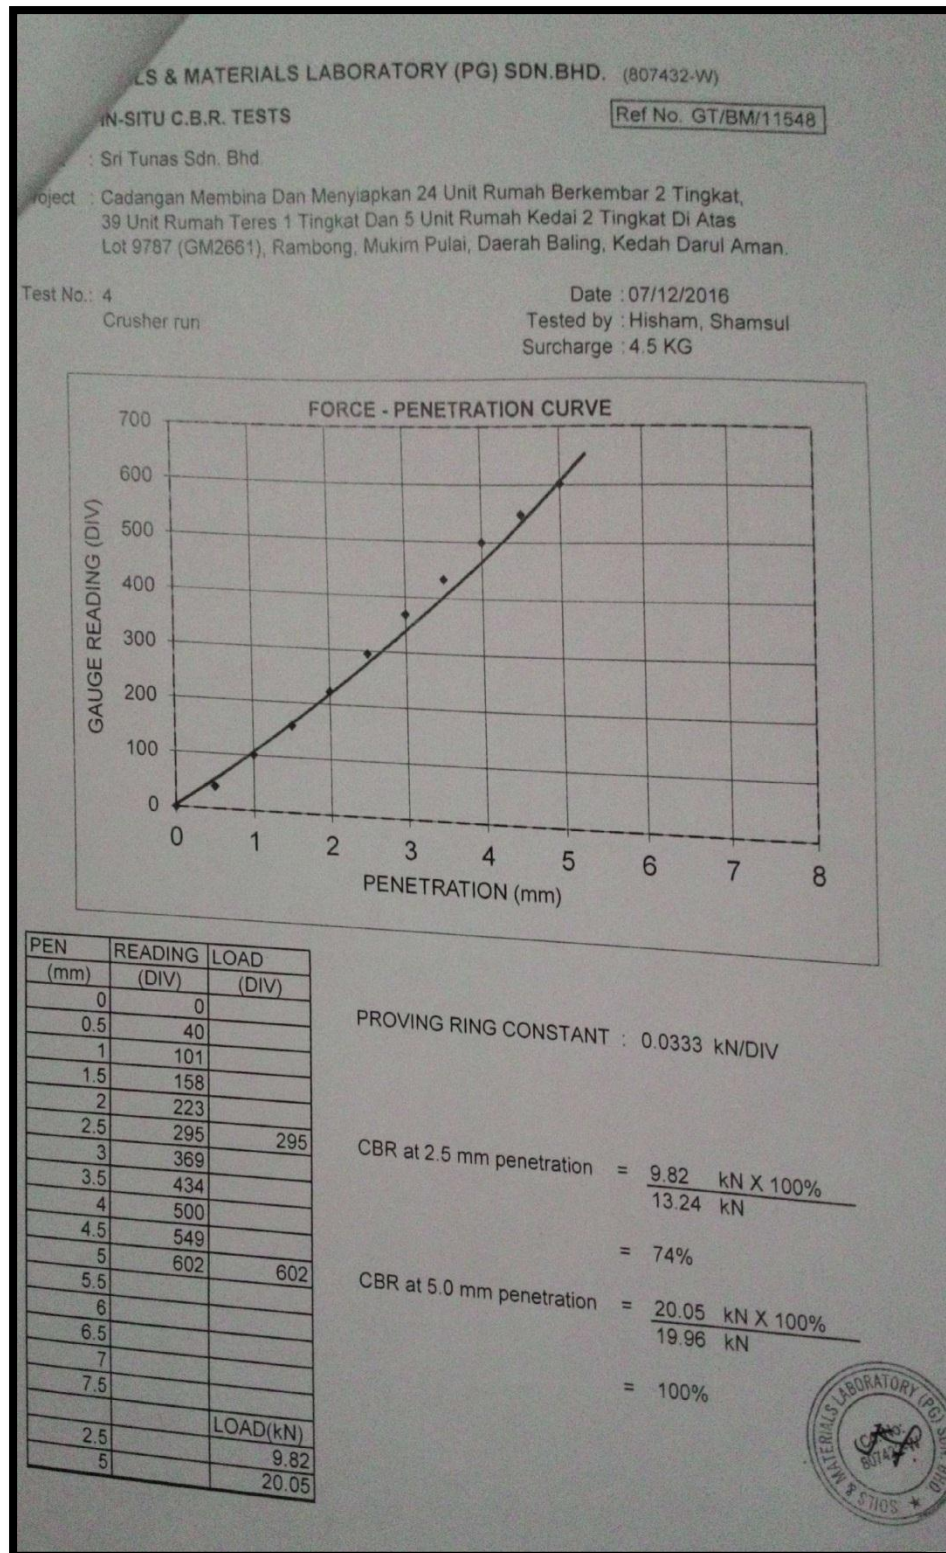 LS & MATERIALS LABORATORY (PG) SDN.BHD. (807432-W)
IN-SITU C.B.R. TESTS
Ref No. GT/BM/11548
: Sri Tunas Sdn. Bhd.
roject : Cadangan Membina Dan Menyiapkan 24 Unit Rumah Berkembar 2 Tingkat,
39 Unit Rumah Teres 1 Tingkat Dan 5 Unit Rumah Kedai 2 Tingkat Di Atas
Lot 9787 (GM2661), Rambong, Mukim Pulai, Daerah Baling, Kedah Darul Aman.
Test No.: 4
Crusher run
Date : 07/12/2016
Tested by : Hisham, Shamsul
Surcharge : 4.5 KG
FORCE - PENETRATION CURVE
GAUGE READING (DIV)
700
600
500
400
300
200
100
0
0 1 2 3 4 5 6 7 8
PENETRATION (mm)
PEN READING LOAD
(mm) (DIV) (DIV)
0 0
0.5 40
1 101
1.5 158
2 223
2.5 295 295
3 369
3.5 434
4 500
4.5 549
5 602 602
5.5
6
6.5
7
7.5
LOAD(kN)
2.5 9.82
5 20.05
PROVING RING CONSTANT : 0.0333 kN/DIV
CBR at 2.5 mm penetration = 9.82 kN X 100%
13.24 kN
= 74%
CBR at 5.0 mm penetration = 20.05 kN X 100%
19.96 kN
= 100%
SOILS & MATERIALS LABORATORY (PG) SDN. BHD.